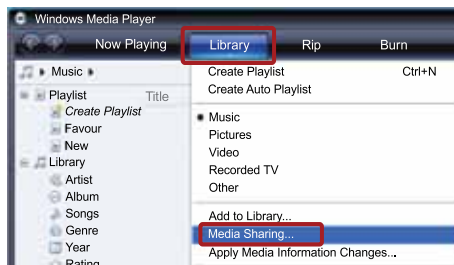 Windows Media Player
Now Playing Library Rip Burn
Music
Playlist Title
Create Playlist
Favour
New
Library
Artist
Album
Songs
Genre
Year
Rating
Create Playlist Ctrl+N
Create Auto Playlist
Music
Pictures
Video
Recorded TV
Other
Add to Library...
Media Sharing...
Apply Media Information Changes...